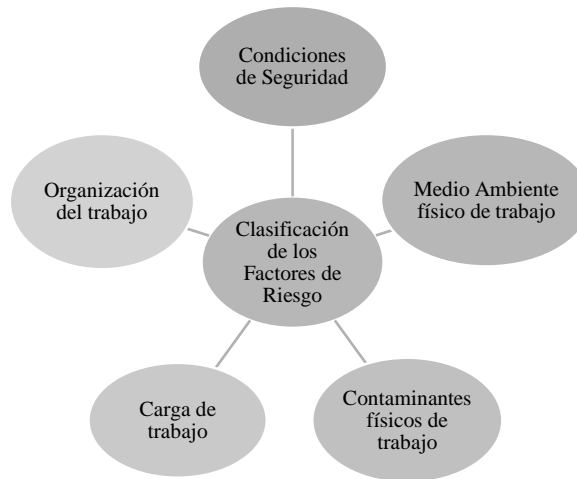 Condiciones
de Seguridad
Medio Ambiente
físico de trabajo
Contaminantes
físicos de
trabajo
Carga de
trabajo
Organización
del trabajo
Clasificación
de los
Factores de
Riesgo